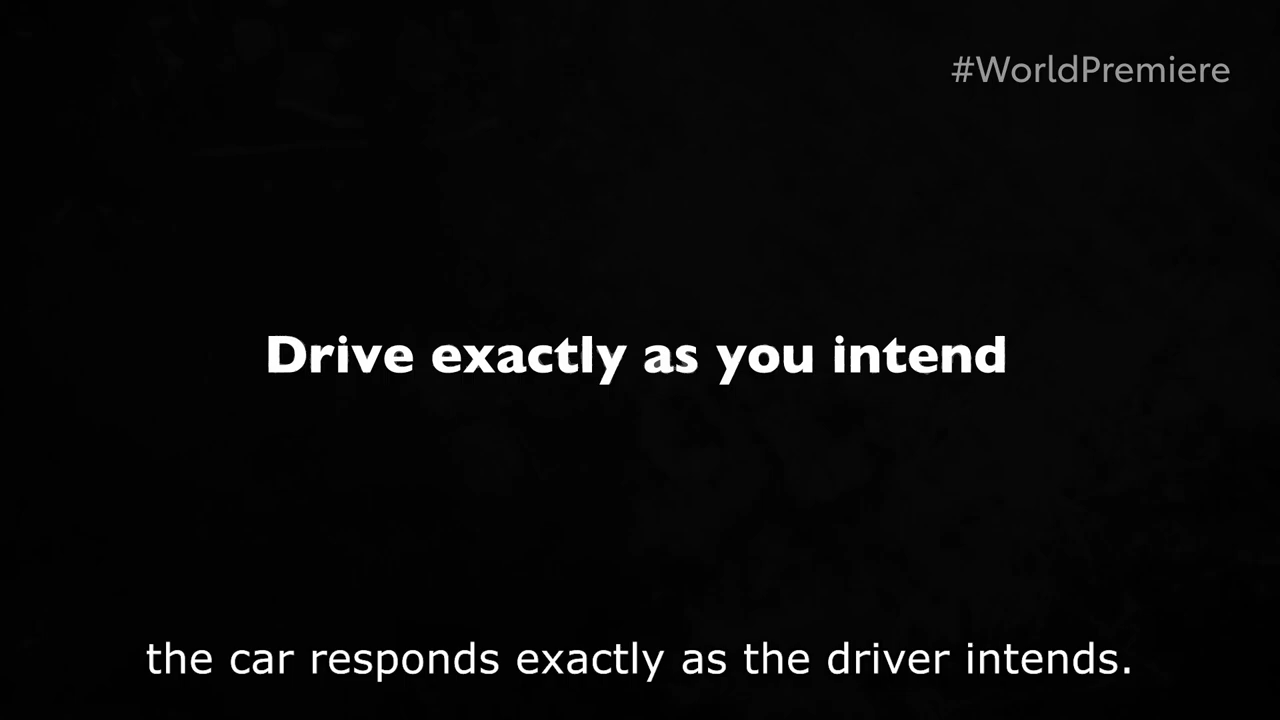 #WorldPremiere
Drive exactly as you intend
the car responds exactly as the driver intends.